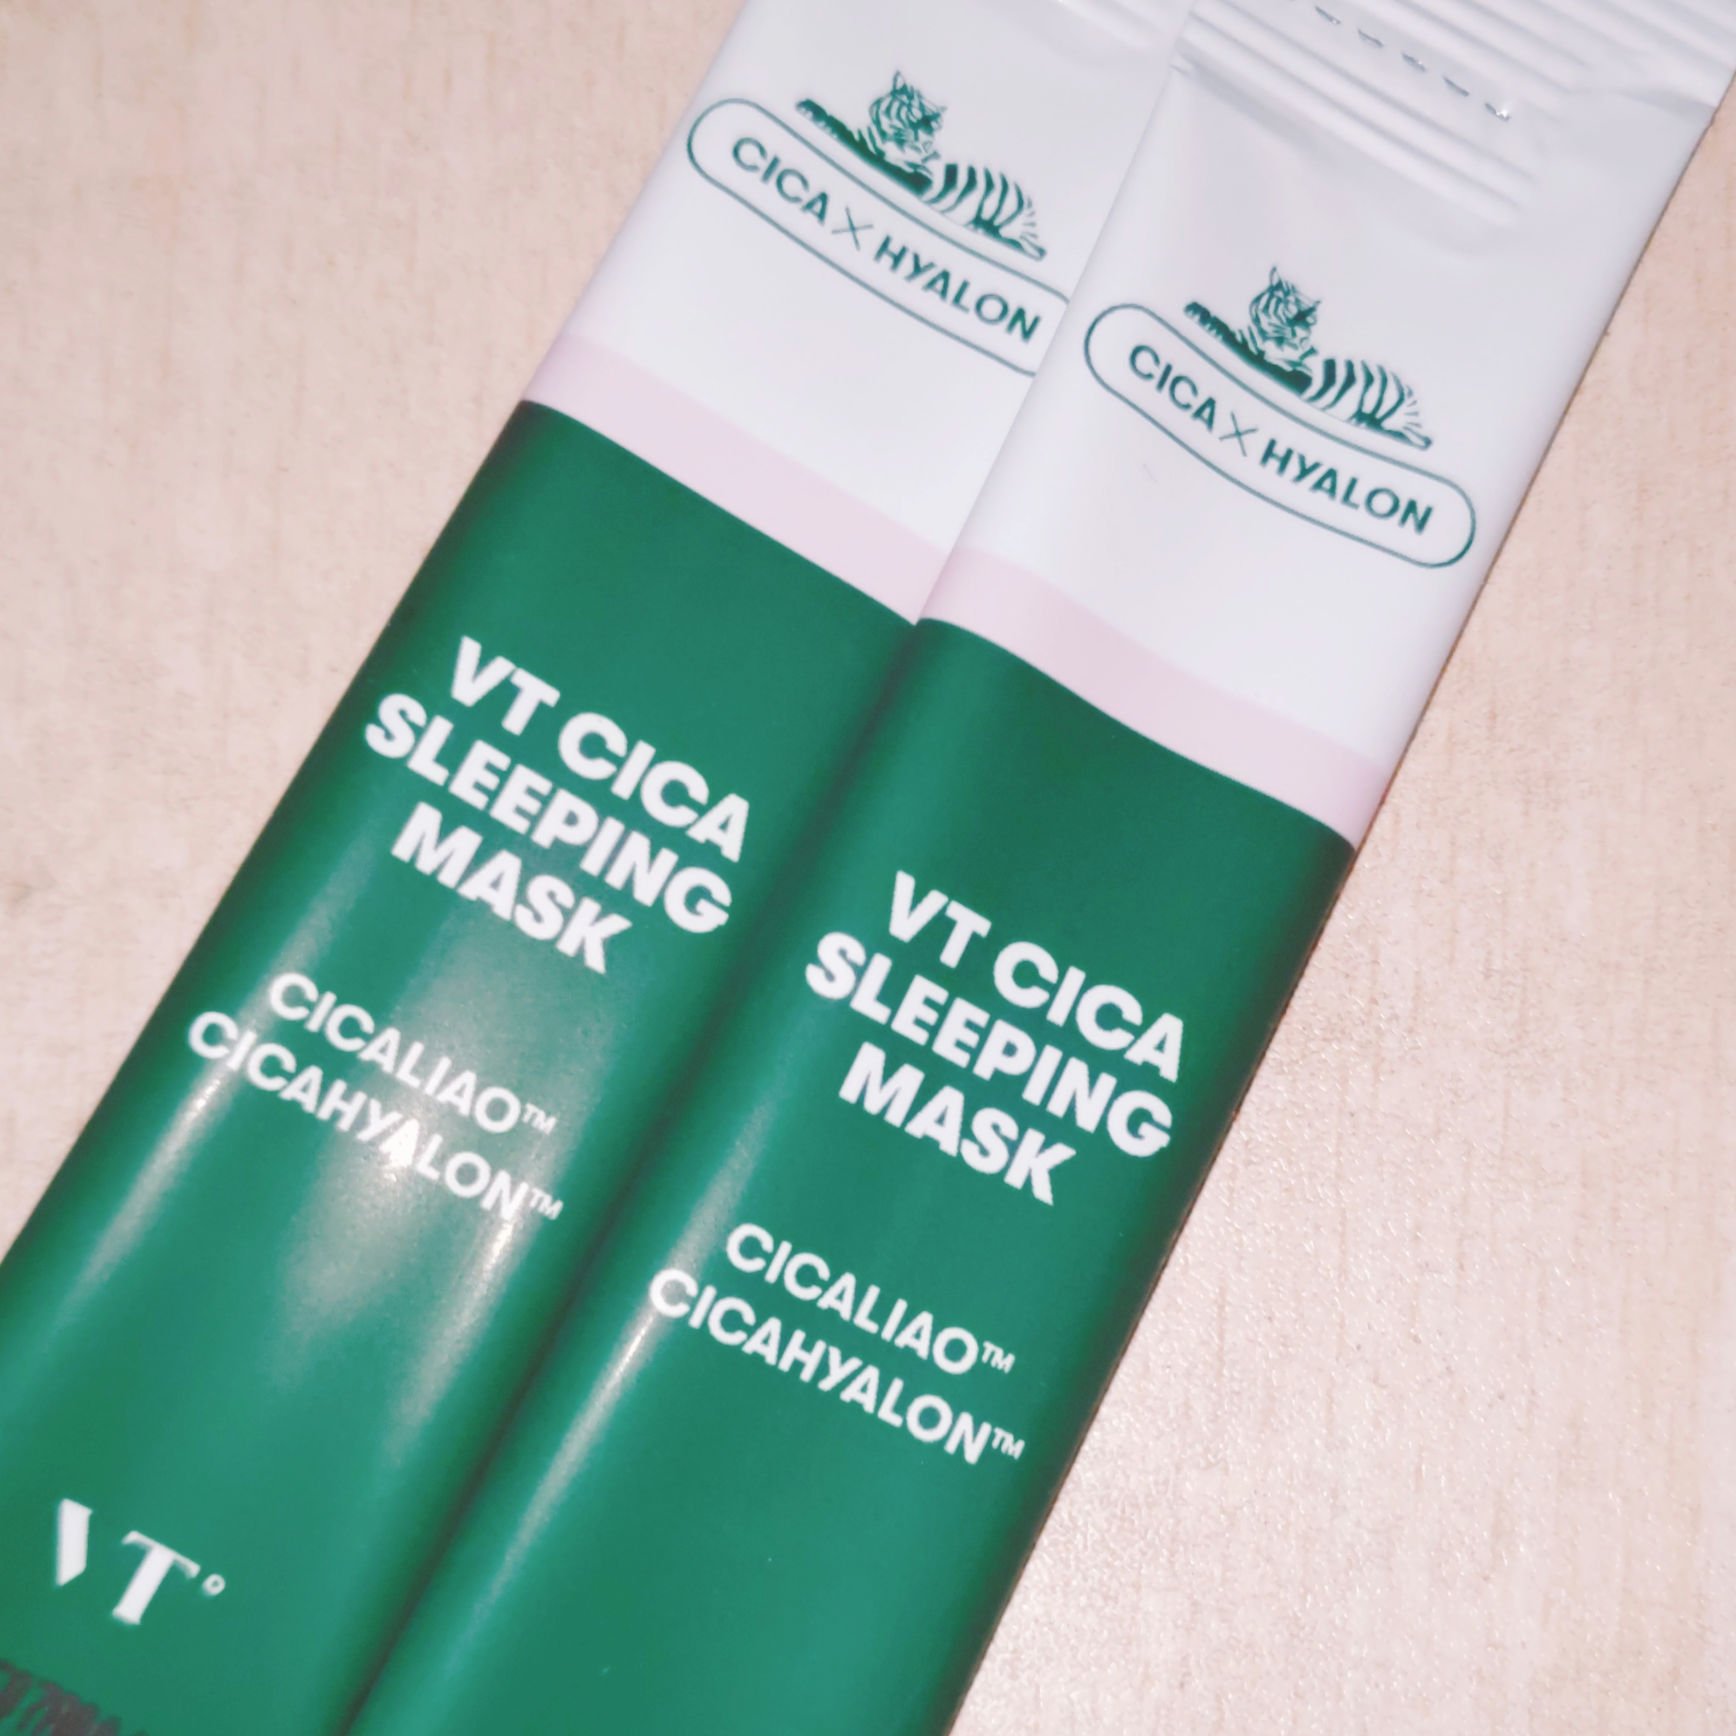 CICA X HYALON
VT CICA
SLEEPING
MASK
CICALIAO™
CICAHYALON™
VT
CICA X HYALON
VT CICA
SLEEPING
MASK
CICALIAO™
CICAHYALON™